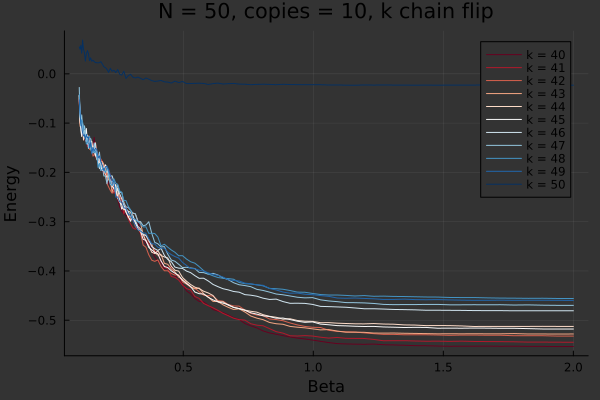 N = 50, copies = 10, k chain flip
Energy
0.0
−0.1
−0.2
−0.3
−0.4
−0.5
k = 40
k = 41
k = 42
k = 43
k = 44
k = 45
k = 46
k = 47
k = 48
k = 49
k = 50
0.5
1.0
1.5
2.0
Beta